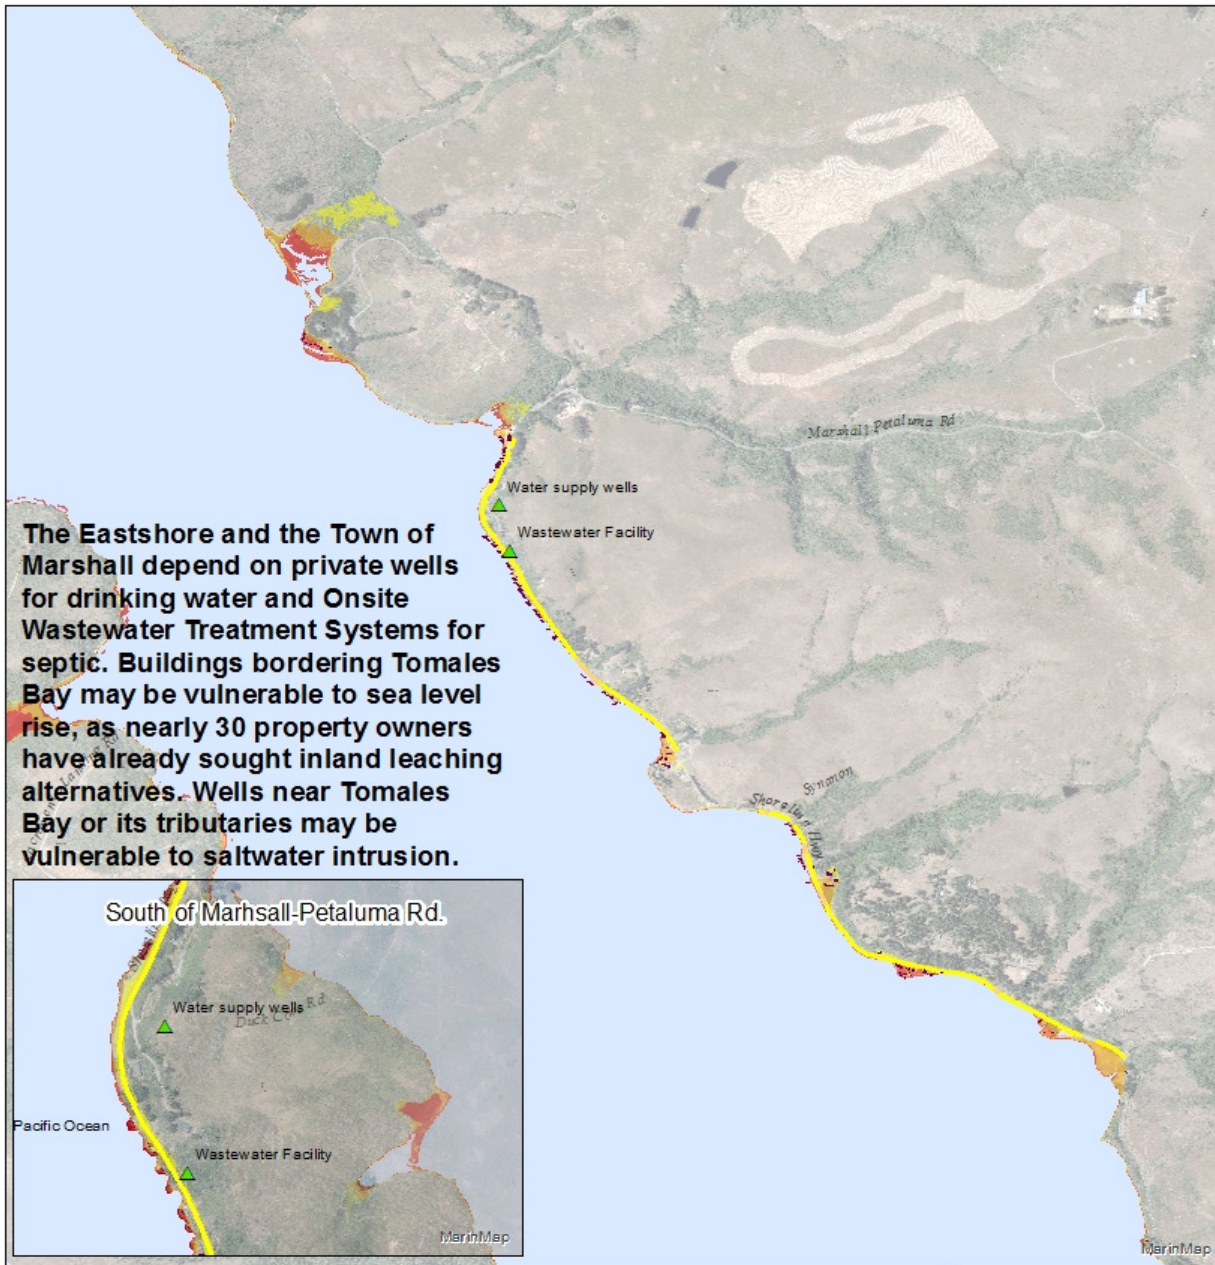 Marshall Petaluma Rd
Water supply wells
Wastewater Facility
The Eastshore and the Town of
Marshall depend on private wells
for drinking water and Onsite
Wastewater Treatment Systems for
septic. Buildings bordering Tomales
Bay may be vulnerable to sea level
rise, as nearly 30 property owners
have already sought inland leaching
alternatives. Wells near Tomales
Bay or its tributaries may be
vulnerable to saltwater intrusion.
Synanon
Shoreline Hwy
South of Marhsall-Petaluma Rd.
Water supply wells
Rd
Pacific Ocean
Wastewater Facility
MarinMap
MarinMap